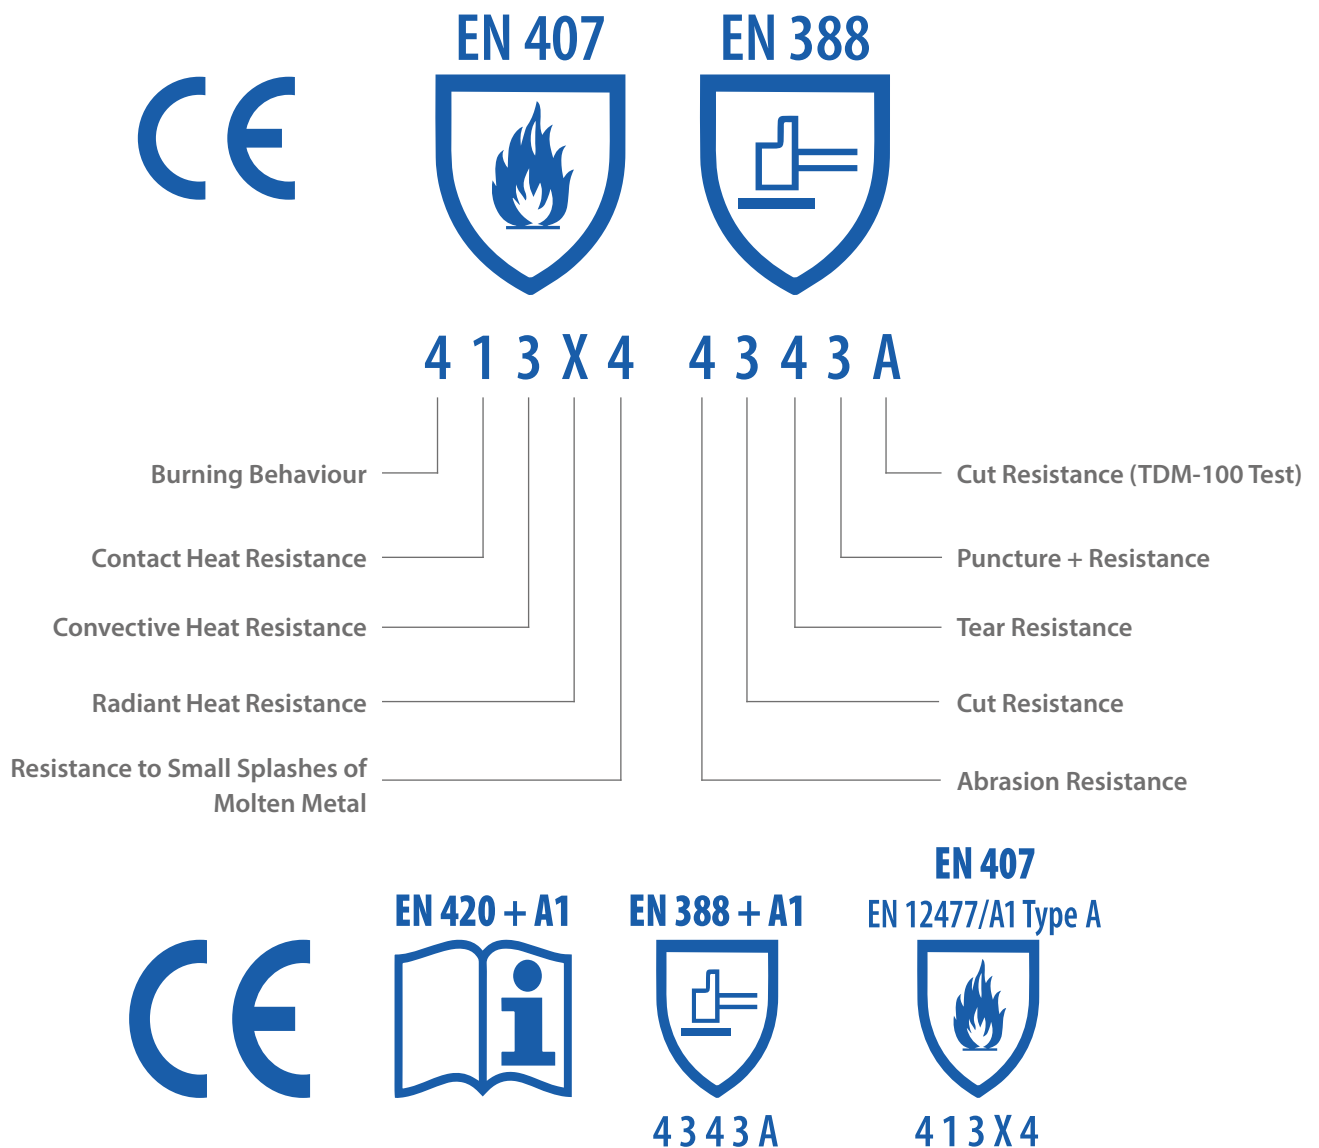 EN 407 EN 388
CE
4 1 3 X 4 4 3 4 3 A
Burning Behaviour
Contact Heat Resistance
Convective Heat Resistance
Radiant Heat Resistance
Resistance to Small Splashes of
Molten Metal
Cut Resistance (TDM-100 Test)
Puncture + Resistance
Tear Resistance
Cut Resistance
Abrasion Resistance
CE
EN 420 + A1
i
EN 388 + A1
4 3 4 3 A
EN 407
EN 12477/A1 Type A
4 1 3 X 4